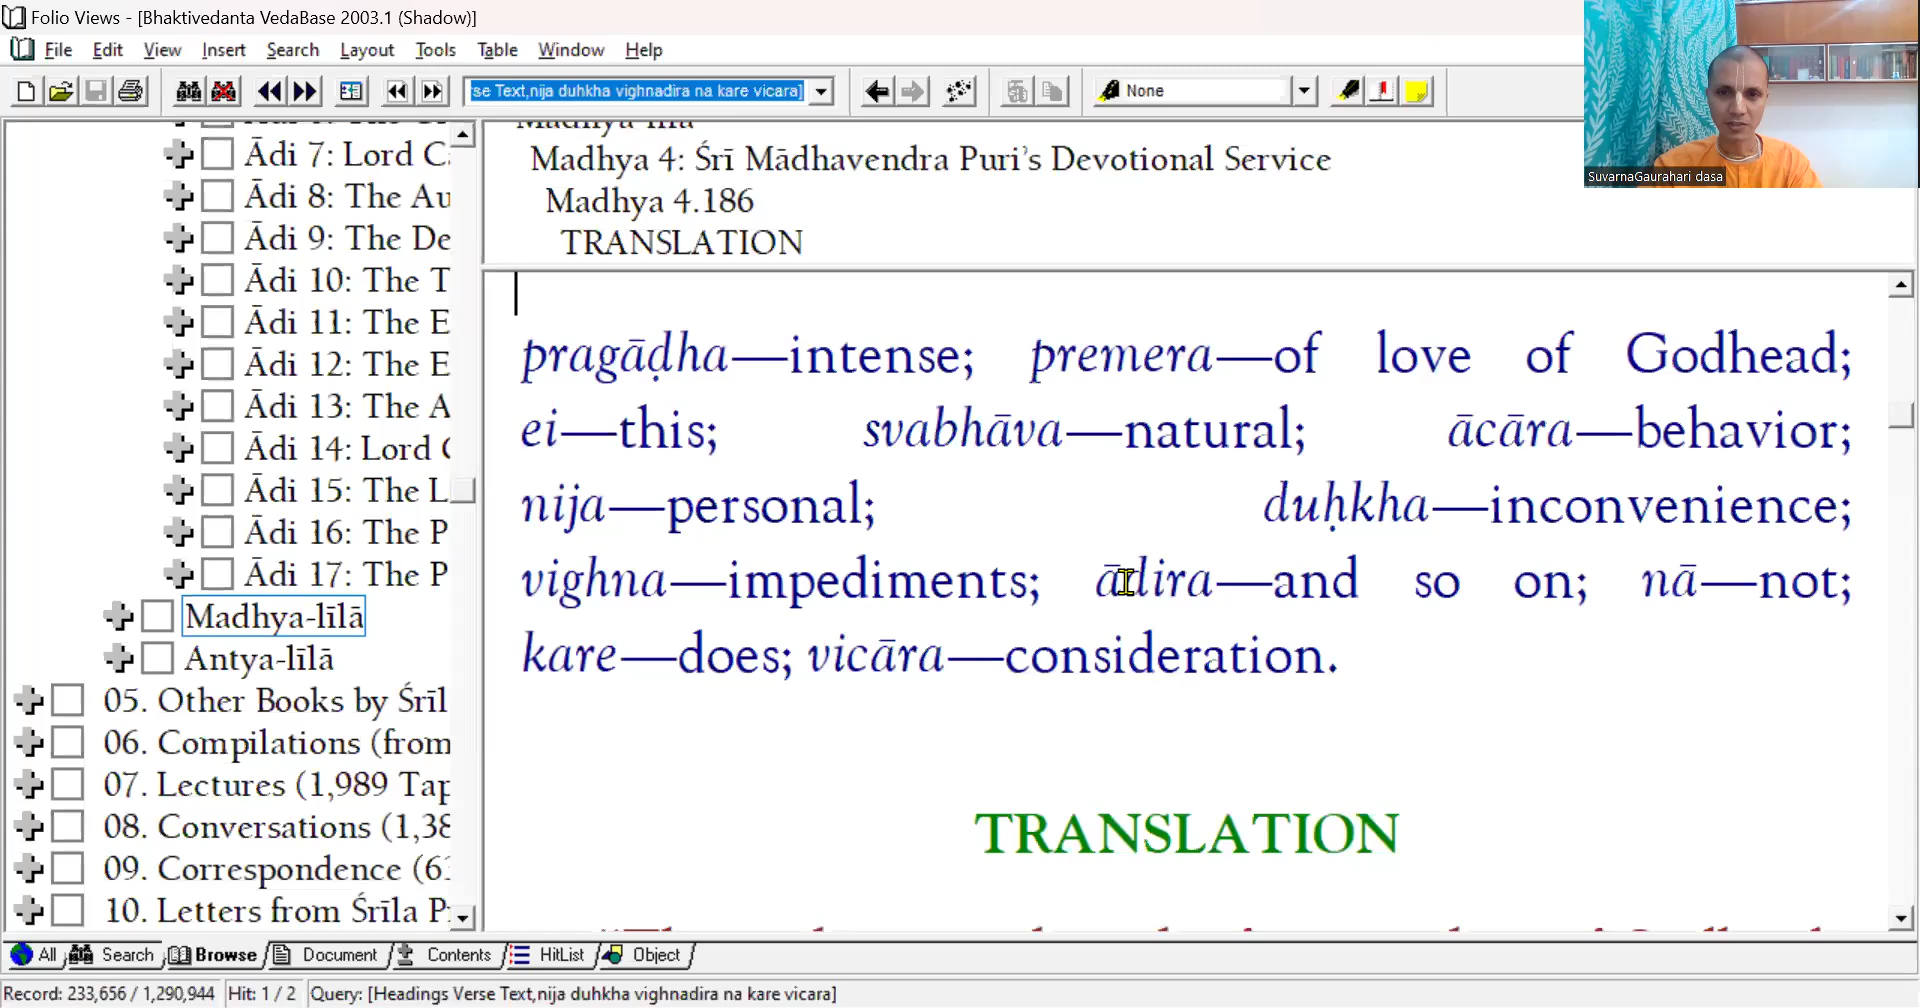 Folio Views - [Bhaktivedanta VedaBase 2003.1 (Shadow)]
File Edit View Insert Search Layout Tools Table Window Help
rse Text,nija duhkha vighnadira na kare vicara]
None
SuvarnaGaurahari dasa
Ādi 7: Lord C
Ādi 8: The Au
Ādi 9: The De
Ādi 10: The T
Ādi 11: The E
Ādi 12: The E
Ādi 13: The A
Ādi 14: Lord C
Ādi 15: The L
Ādi 16: The P
Ādi 17: The P
Madhya-līlā
Antya-līlā
05. Other Books by Śrīl
06. Compilations (from
07. Lectures (1,989 Tap
08. Conversations (1,38
09. Correspondence (6
10. Letters from Śrīla P
Madhya-līlā
Madhya 4: Śrī Mādhavendra Puri's Devotional Service
Madhya 4.186
TRANSLATION
pragāḍha—intense; premera—of love of Godhead;
ei—this; svabhāva—natural; ācāra—behavior;
nija—personal; duḥkha—inconvenience;
vighna—impediments; ādira—and so on; nā—not;
kare—does; vicāra—consideration.
TRANSLATION
All Search Browse Document Contents HitList Object
Record: 233,656 / 1,290,944 Hit: 1 / 2 Query: [Headings Verse Text,nija duhkha vighnadira na kare vicara]